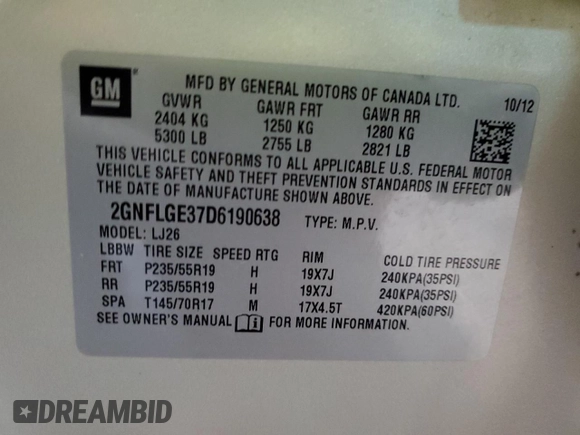 GM
MFD BY GENERAL MOTORS OF CANADA LTD. 10/12
GVWR GAWR FRT GAWR RR
2404 KG 1250 KG 1280 KG
5300 LB 2755 LB 2821 LB
THIS VEHICLE CONFORMS TO ALL APPLICABLE U.S. FEDERAL MOTOR
VEHICLE SAFETY AND THEFT PREVENTION STANDARDS IN EFFECT ON
THE DATE OF MANUFACTURE SHOWN ABOVE.
2GNFLGE37D6190638 TYPE: M.P.V.
MODEL: LJ26
LBBW TIRE SIZE SPEED RTG RIM COLD TIRE PRESSURE
FRT P235/55R19 H 19X7J 240KPA(35PSI)
RR P235/55R19 H 19X7J 240KPA(35PSI)
SPA T145/70R17 M 17X4.5T 420KPA(60PSI)
SEE OWNER'S MANUAL FOR MORE INFORMATION.
DREAMBID